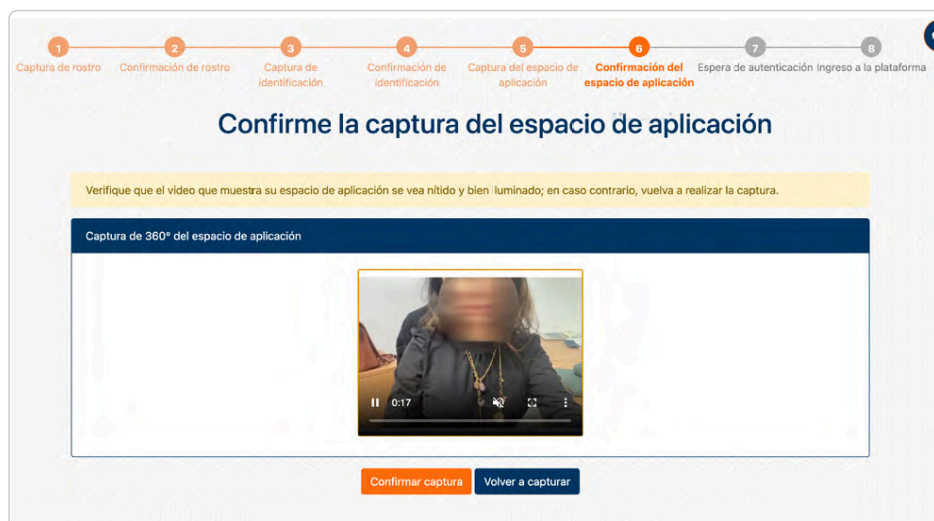 1 2 3 4 5 6 7 8
Captura de rostro Confirmación de rostro Captura de Confirmación de Captura del espacio de Confirmación del Espera de autenticación Ingreso a la plataforma
identificación identificación aplicación espacio de aplicación
Confirme la captura del espacio de aplicación
Verifique que el video que muestra su espacio de aplicación se vea nítido y bien iluminado; en caso contrario, vuelva a realizar la captura.
Captura de 360° del espacio de aplicación
0:17
Confirmar captura Volver a capturar